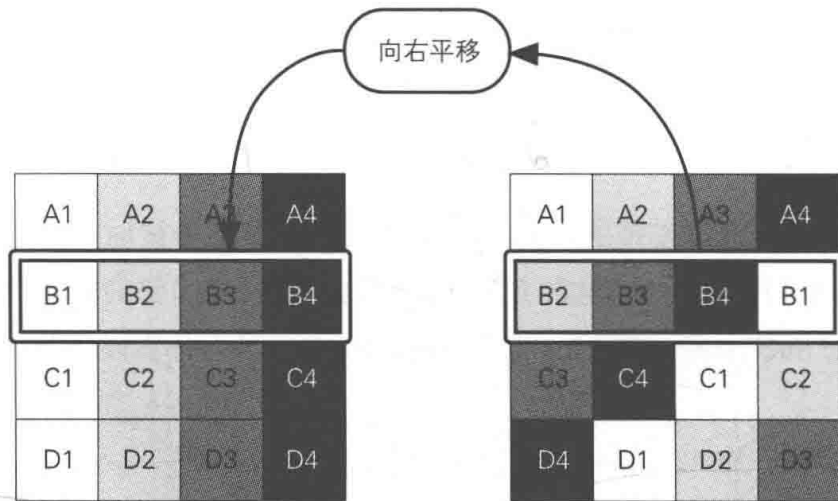 向右平移
A1 A2 A3 A4
B1 B2 B3 B4
C1 C2 C3 C4
D1 D2 D3 D4
A1 A2 A3 A4
B2 B3 B4 B1
C3 C4 C1 C2
D4 D1 D2 D3